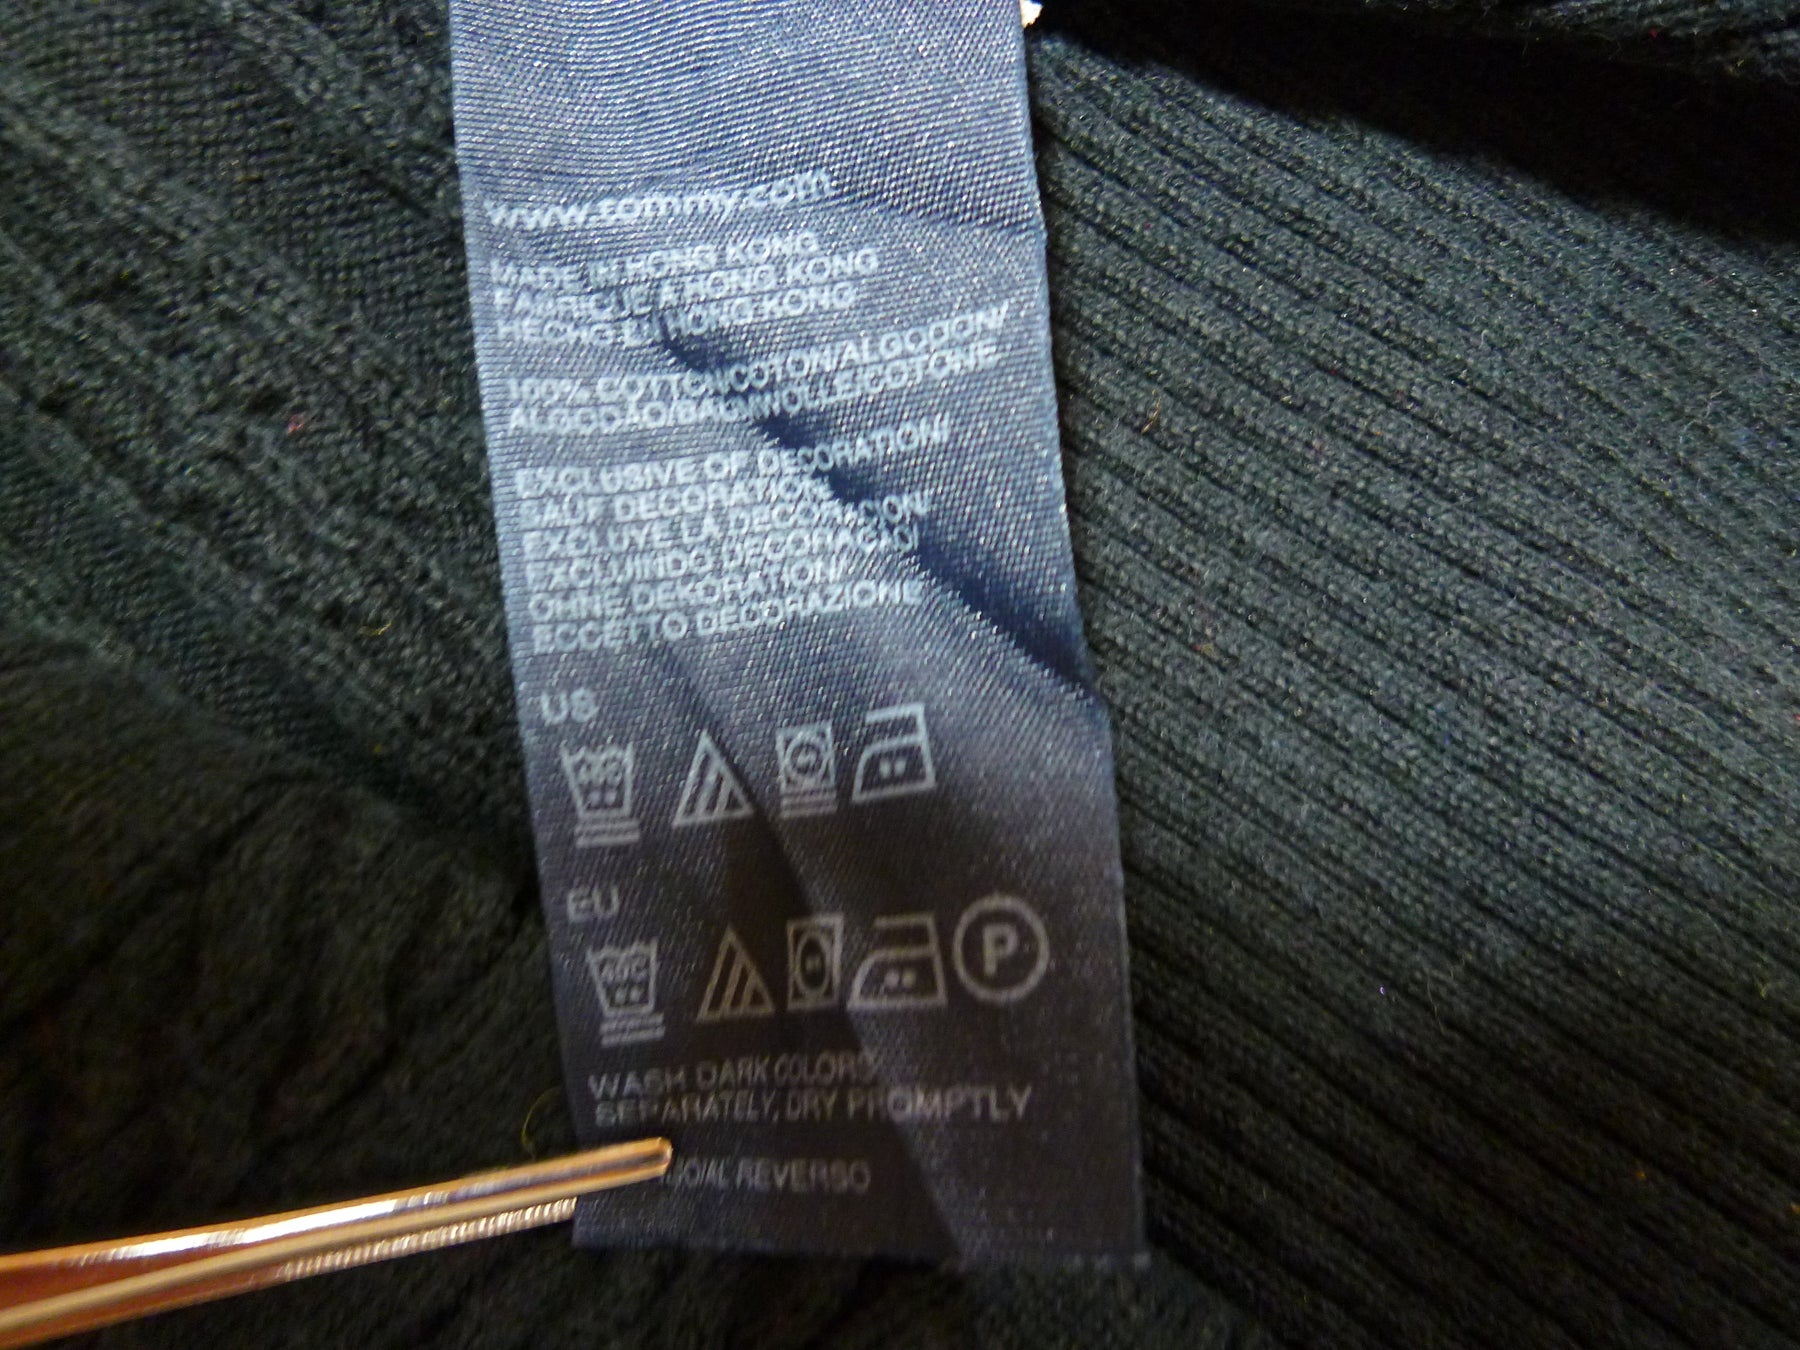 www.tommy.com
MADE IN HONG KONG
FABRIQUE A HONG KONG
HECHO EN HONG KONG
100% COTTON/COTON/ALGODON/
ALGODÃO/BAUMWOLLE/COTONE
EXCLUSIVE OF DECORATION/
SAUF DECORATION/
EXCLUYE LA DECORACION/
EXCLUINDO DECORAÇÃO/
OHNE DEKORATION/
ECCETTO DECORAZIONE
US
EU
40C
P
WASH DARK COLORS
SEPARATELY, DRY PROMPTLY
REVERSO